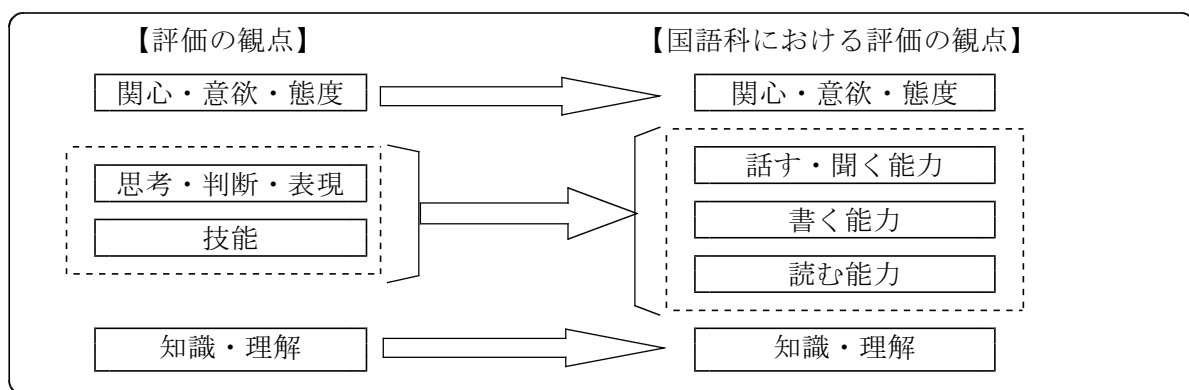 【評価の観点】
【国語科における評価の観点】
関心・意欲・態度
関心・意欲・態度
思考・判断・表現
技能
話す・聞く能力
書く能力
読む能力
知識・理解
知識・理解